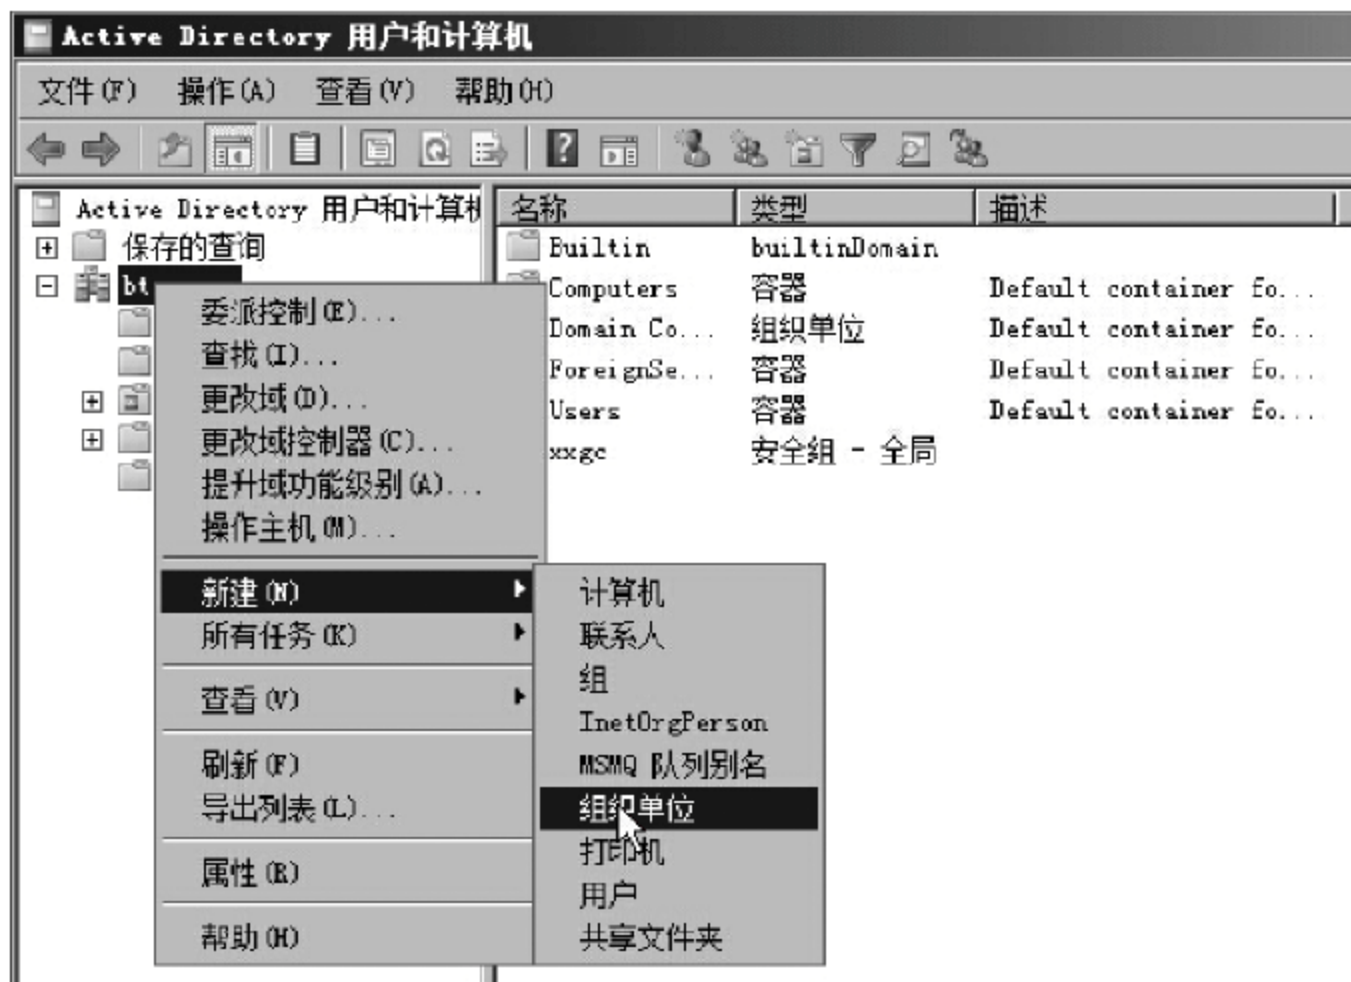 Active Directory 用户和计算机
文件(F) 操作(A) 查看(V) 帮助(H)
Active Directory 用户和计算机
保存的查询
bt
名称 类型 描述
Builtin builtinDomain
Computers 容器 Default container fo...
Domain Co... 组织单位 Default container fo...
ForeignSe... 容器 Default container fo...
Users 容器 Default container fo...
xxgc 安全组 - 全局
委派控制(E)...
查找(I)...
更改域(D)...
更改域控制器(C)...
提升域功能级别(A)...
操作主机(M)...
新建(N)
所有任务(K)
查看(V)
刷新(F)
导出列表(L)...
属性(R)
帮助(H)
计算机
联系人
组
InetOrgPerson
MSMQ 队列别名
组织单位
打印机
用户
共享文件夹